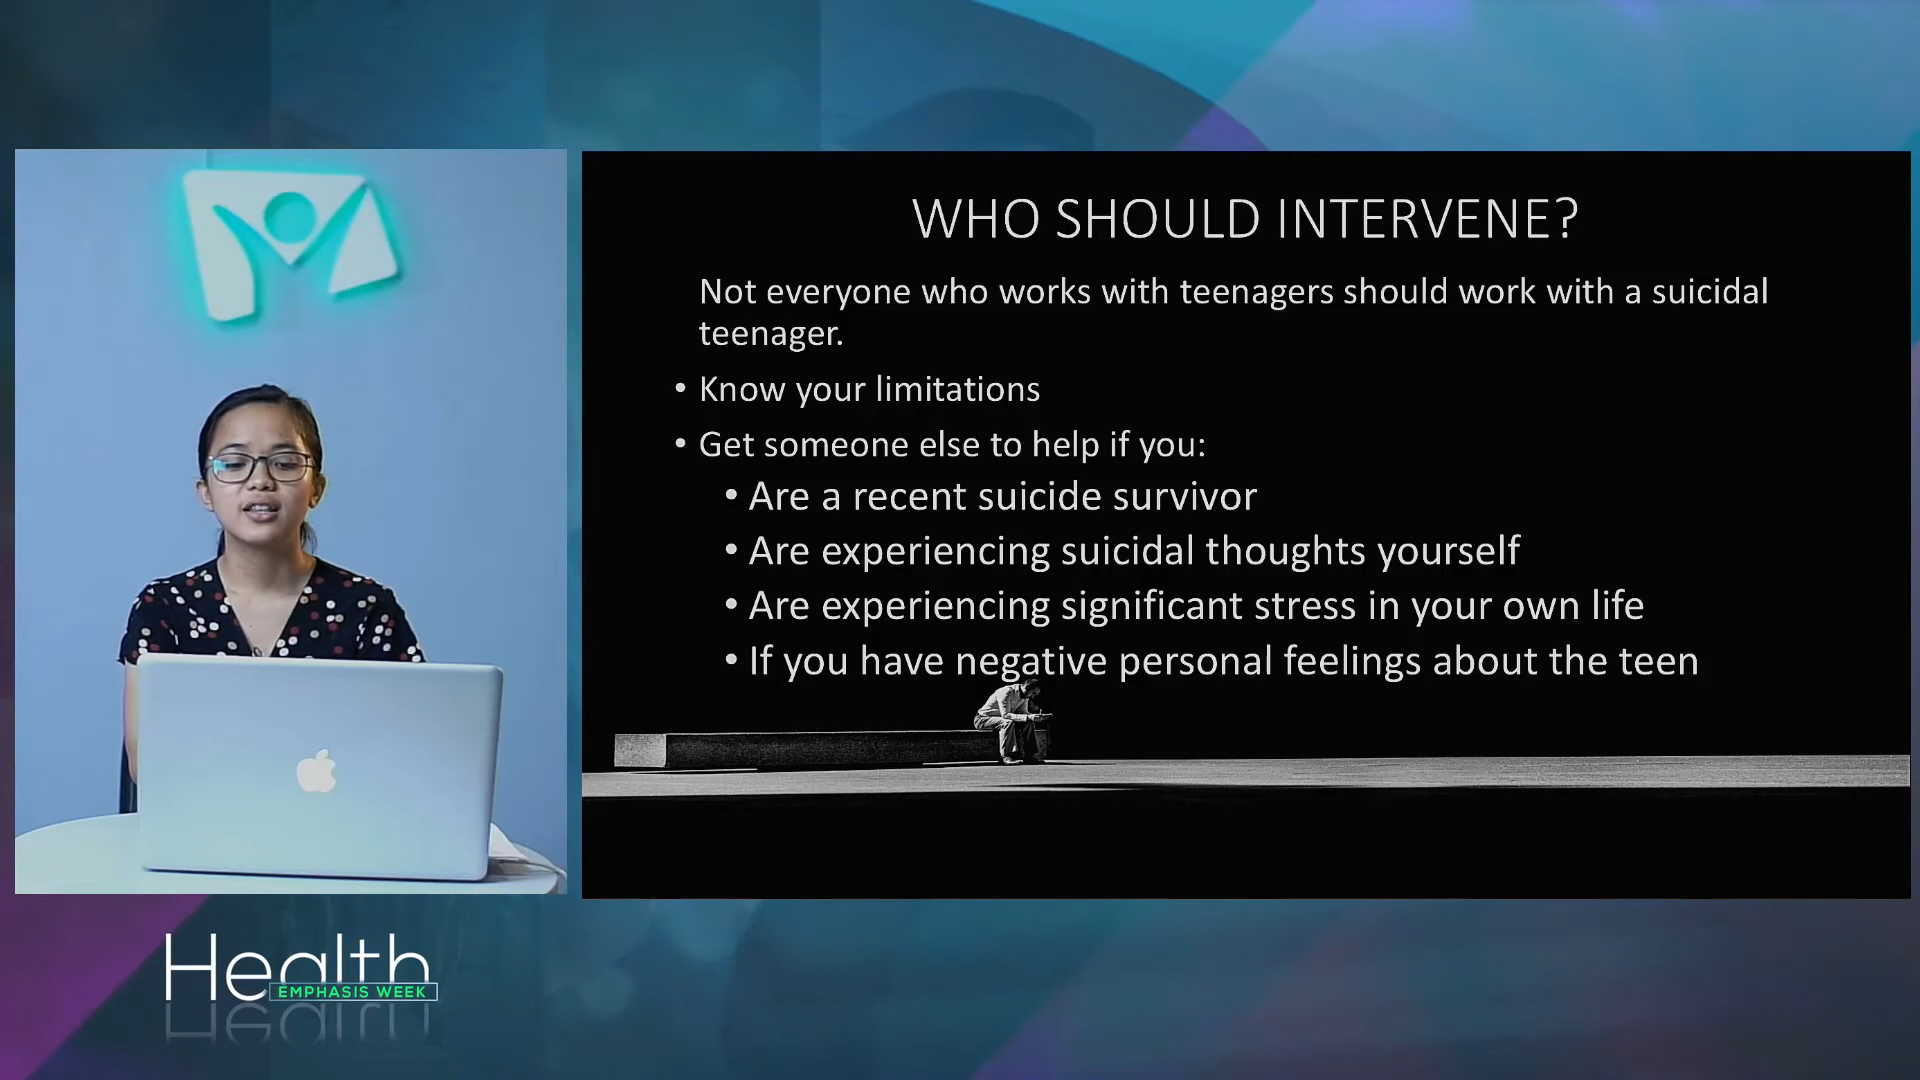 WHO SHOULD INTERVENE?
Not everyone who works with teenagers should work with a suicidal
teenager.
• Know your limitations
• Get someone else to help if you:
• Are a recent suicide survivor
• Are experiencing suicidal thoughts yourself
• Are experiencing significant stress in your own life
• If you have negative personal feelings about the teen
Health
EMPHASIS WEEK